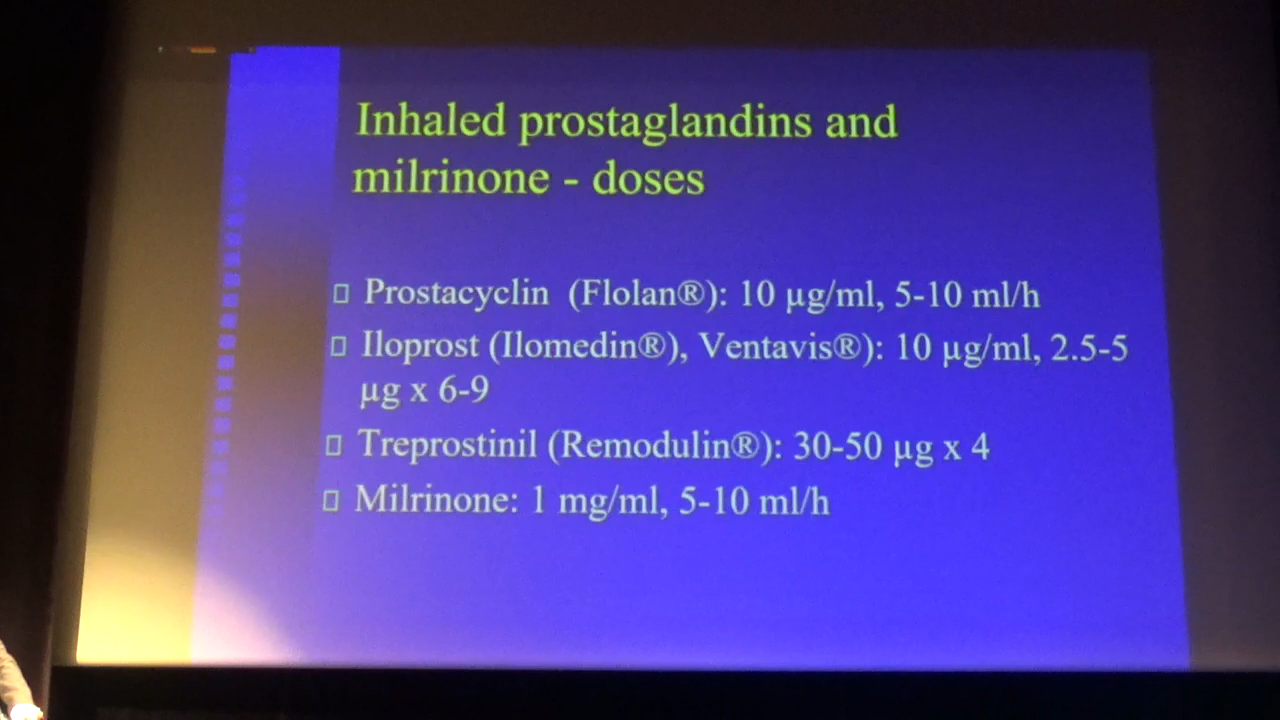 Inhaled prostaglandins and
milrinone - doses
Prostacyclin (Flolan®): 10 µg/ml, 5-10 ml/h
Iloprost (Ilomedin®), Ventavis®): 10 µg/ml, 2.5-5
µg x 6-9
Treprostinil (Remodulin®): 30-50 µg x 4
Milrinone: 1 mg/ml, 5-10 ml/h